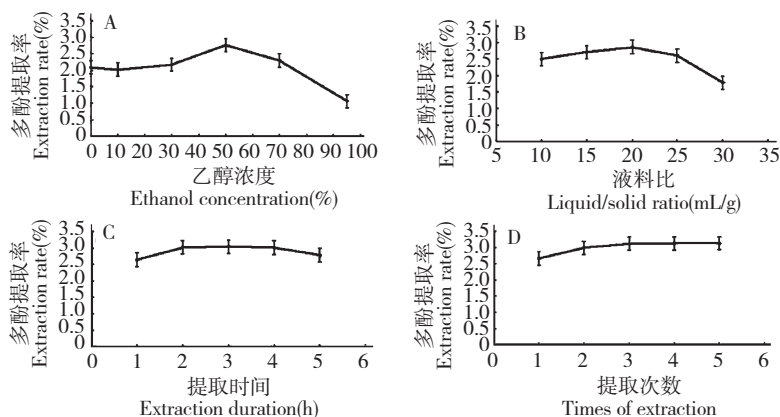 A
多酚提取率
Extraction rate(%)
3.5
3.0
2.5
2.0
1.5
1.0
0.5
0
0 10 20 30 40 50 60 70 80 90 100
乙醇浓度
Ethanol concentration(%)
B
多酚提取率
Extraction rate(%)
3.5
3.0
2.5
2.0
1.5
1.0
0.5
0
5 10 15 20 25 30 35
液料比
Liquid/solid ratio(mL/g)
C
多酚提取率
Extraction rate(%)
3.5
3.0
2.5
2.0
1.5
1.0
0.5
0
0 1 2 3 4 5 6
提取时间
Extraction duration(h)
D
多酚提取率
Extraction rate(%)
3.5
3.0
2.5
2.0
1.5
1.0
0.5
0
0 1 2 3 4 5 6
提取次数
Times of extraction